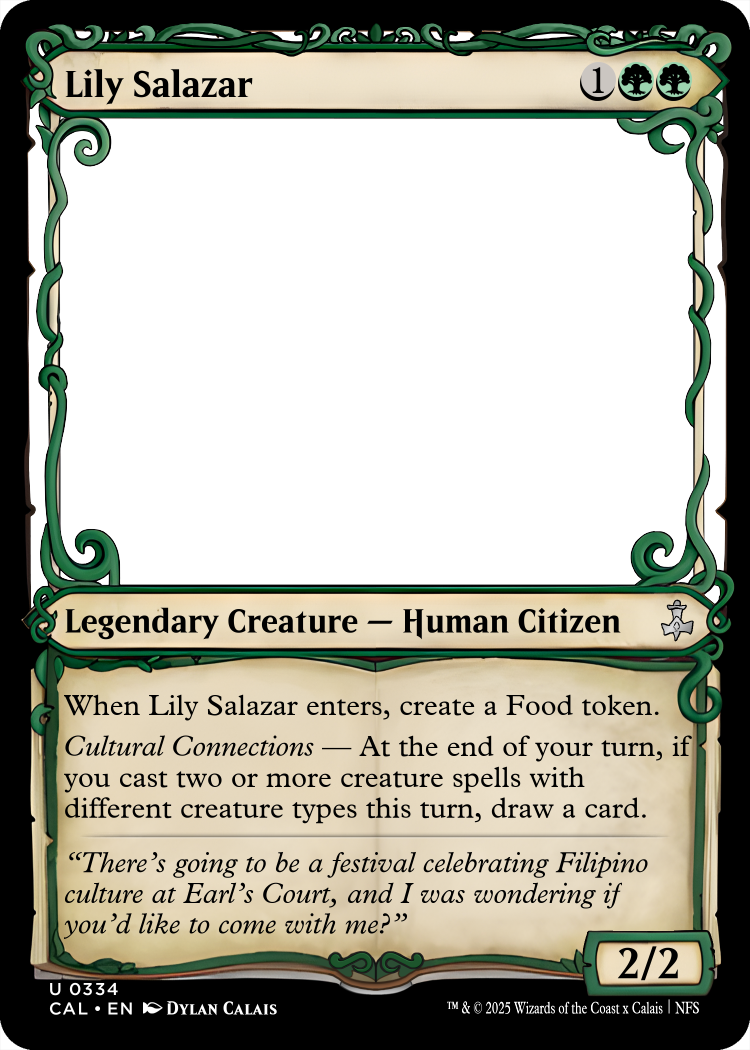 Lily Salazar
1
Legendary Creature — Human Citizen
When Lily Salazar enters, create a Food token.
Cultural Connections — At the end of your turn, if
you cast two or more creature spells with
different creature types this turn, draw a card.
“There’s going to be a festival celebrating Filipino
culture at Earl’s Court, and I was wondering if
you’d like to come with me?”
2/2
U 0334
CAL • EN DYLAN CALAIS
™ & © 2025 Wizards of the Coast x Calais | NFS